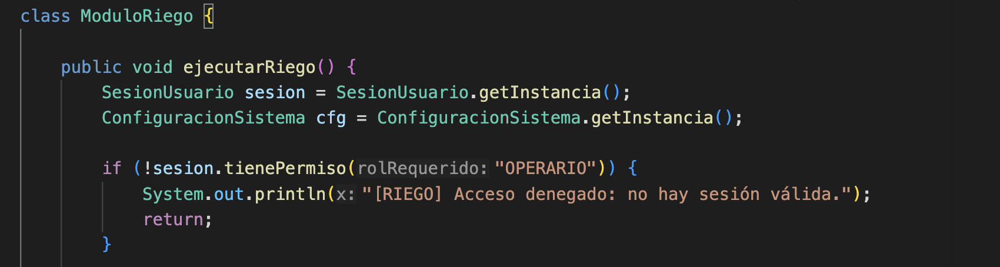 class ModuloRiego {
public void ejecutarRiego() {
SesionUsuario sesion = SesionUsuario.getInstancia();
ConfiguracionSistema cfg = ConfiguracionSistema.getInstancia();
if (!sesion.tienePermiso(rolRequerido: "OPERARIO")) {
System.out.println(x: "[RIEGO] Acceso denegado: no hay sesión válida.");
return;
}